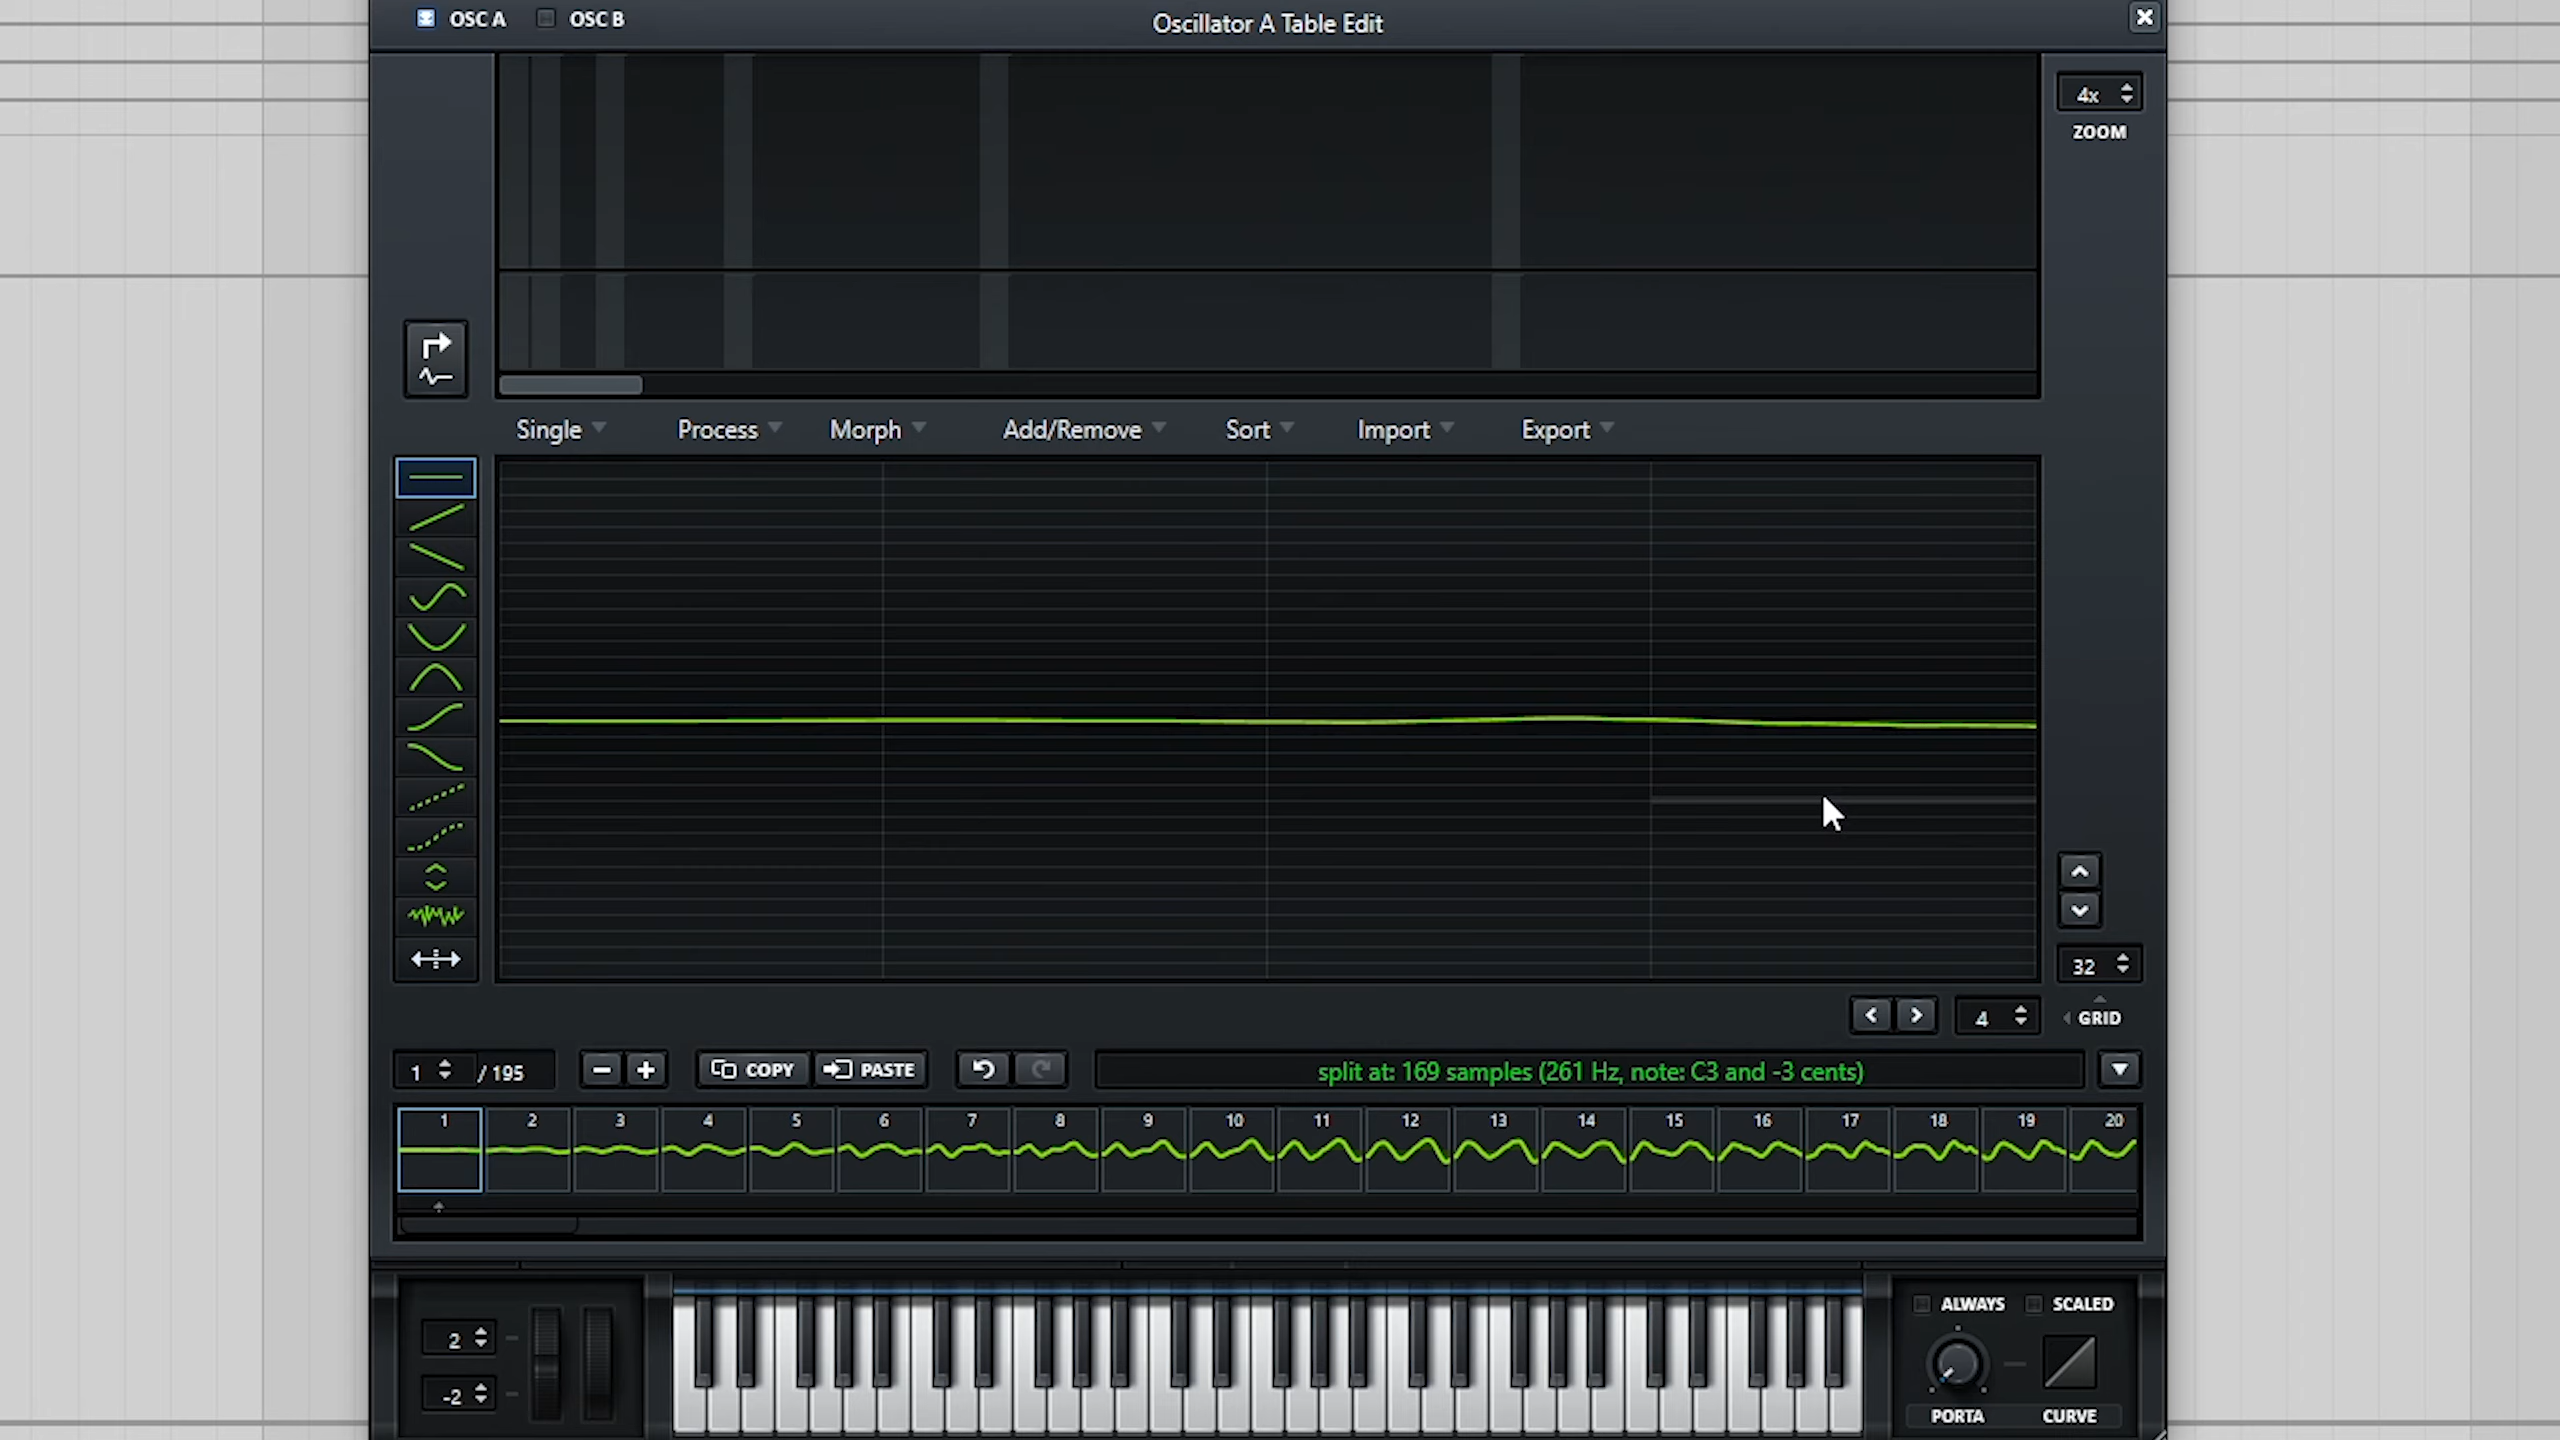 OSC A OSC B Oscillator A Table Edit
4x
ZOOM
Single Process Morph Add/Remove Sort Import Export
32
4 GRID
1 / 195 COPY PASTE split at: 169 samples (261 Hz, note: C3 and -3 cents)
1 2 3 4 5 6 7 8 9 10 11 12 13 14 15 16 17 18 19 20
ALWAYS SCALED
2
-2
PORTA CURVE